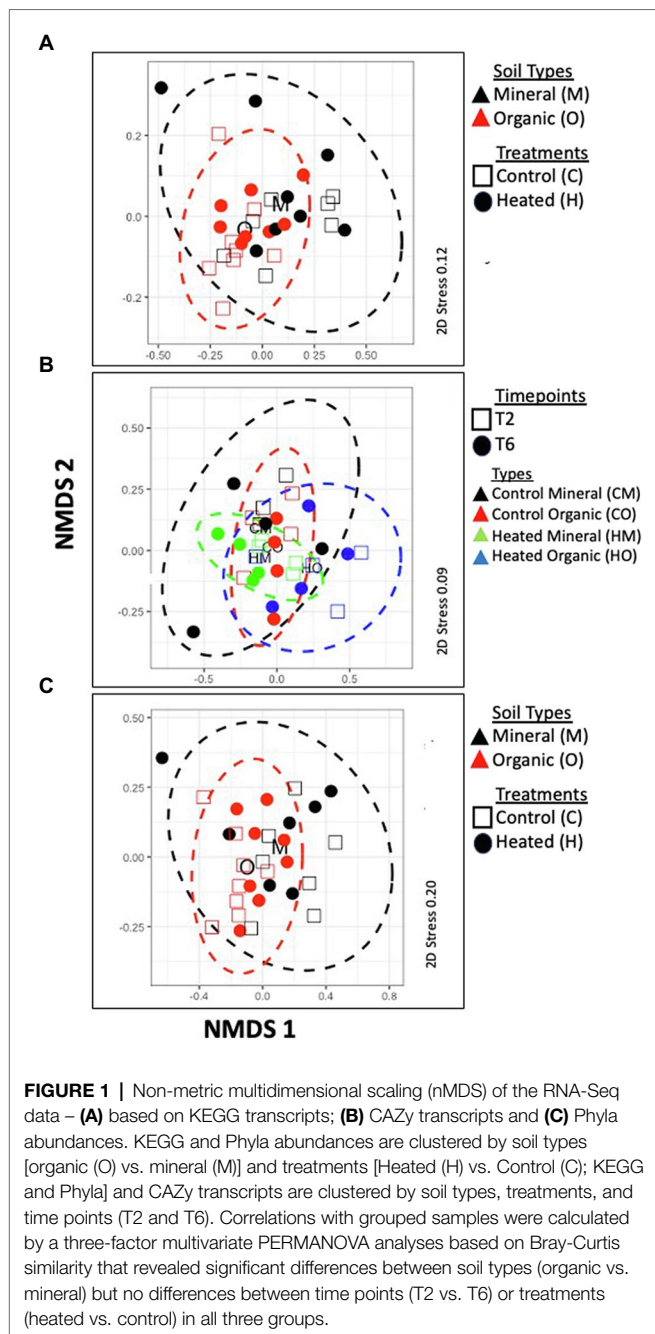 A
Soil Types
Mineral (M)
Organic (O)
Treatments
Control (C)
Heated (H)
0.2
0.0
-0.2
M
O
2D Stress 0.12
-0.50
-0.25
0.00
0.25
0.50
B
Timepoints
T2
T6
Types
Control Mineral (CM)
Control Organic (CO)
Heated Mineral (HM)
Heated Organic (HO)
NMDS 2
0.50
0.25
0.00
-0.25
CM
CO
HM
HO
2D Stress 0.09
-0.5
0.0
0.5
C
Soil Types
Mineral (M)
Organic (O)
Treatments
Control (C)
Heated (H)
0.50
0.25
0.00
-0.25
M
O
2D Stress 0.20
-0.4
0.0
0.4
0.8
NMDS 1
FIGURE 1 | Non-metric multidimensional scaling (nMDS) of the RNA-Seq
data – (A) based on KEGG transcripts; (B) CAZy transcripts and (C) Phyla
abundances. KEGG and Phyla abundances are clustered by soil types
[organic (O) vs. mineral (M)] and treatments [Heated (H) vs. Control (C); KEGG
and Phyla] and CAZy transcripts are clustered by soil types, treatments, and
time points (T2 and T6). Correlations with grouped samples were calculated
by a three-factor multivariate PERMANOVA analyses based on Bray-Curtis
similarity that revealed significant differences between soil types (organic vs.
mineral) but no differences between time points (T2 vs. T6) or treatments
(heated vs. control) in all three groups.